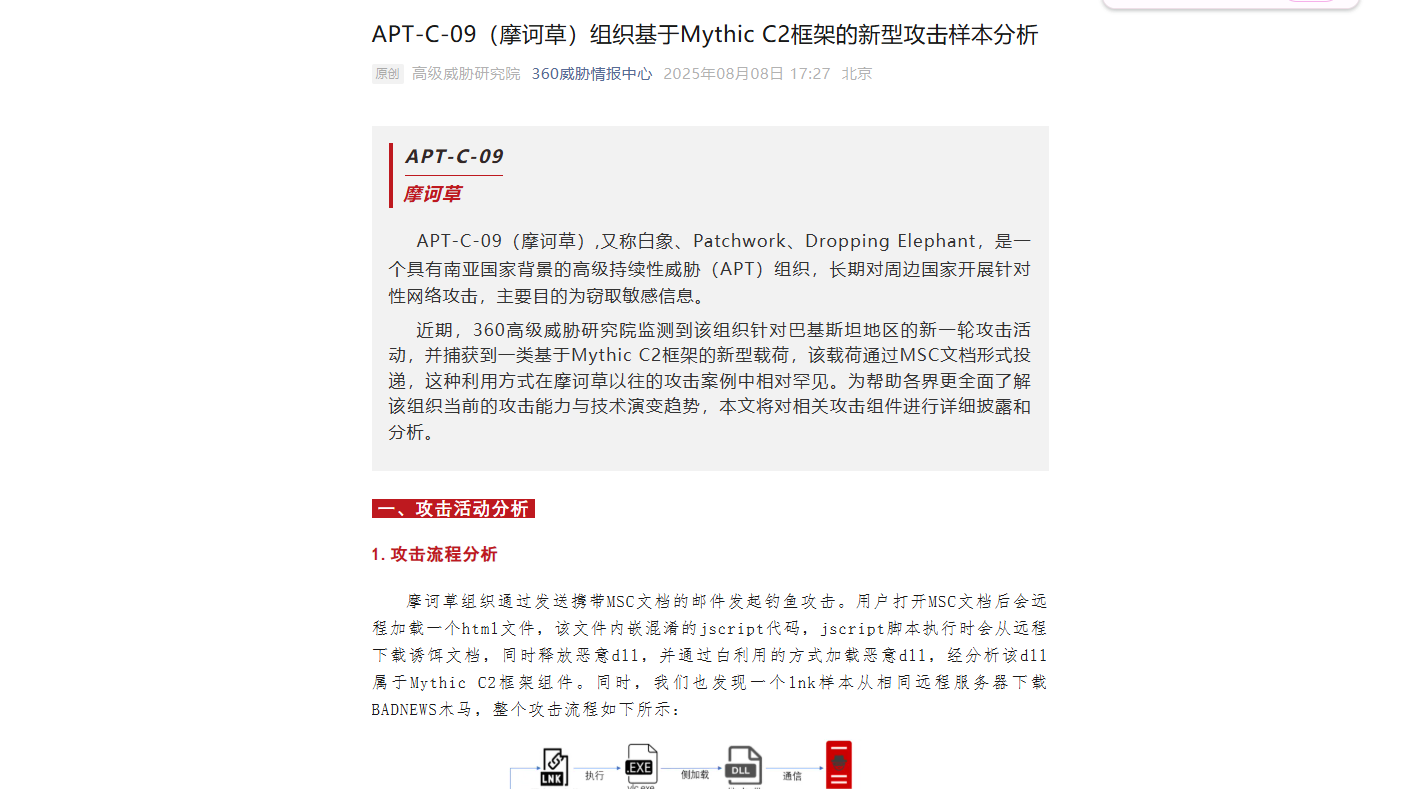 APT-C-09（摩诃草）组织基于Mythic C2框架的新型攻击样本分析
原创 高级威胁研究院 360威胁情报中心 2025年08月08日 17:27 北京
APT-C-09
摩诃草
APT-C-09（摩诃草）,又称白象、Patchwork、Dropping Elephant，是一
个具有南亚国家背景的高级持续性威胁（APT）组织，长期对周边国家开展针对
性网络攻击，主要目的为窃取敏感信息。
近期，360高级威胁研究院监测到该组织针对巴基斯坦地区的新一轮攻击活
动，并捕获到一类基于Mythic C2框架的新型载荷，该载荷通过MSC文档形式投
递，这种利用方式在摩诃草以往的攻击案例中相对罕见。为帮助各界更全面了解
该组织当前的攻击能力与技术演变趋势，本文将对相关攻击组件进行详细披露和
分析。
一、攻击活动分析
1. 攻击流程分析
摩诃草组织通过发送携带MSC文档的邮件发起钓鱼攻击。用户打开MSC文档后会远
程加载一个html文件，该文件内嵌混淆的jscript代码，jscript脚本执行时会从远程
下载诱饵文档，同时释放恶意dll，并通过白利用的方式加载恶意dll，经分析该dll
属于Mythic C2框架组件。同时，我们也发现一个lnk样本从相同远程服务器下载
BADNEWS木马，整个攻击流程如下所示：
LNK 执行 .EXE 侧加载 DLL 通信